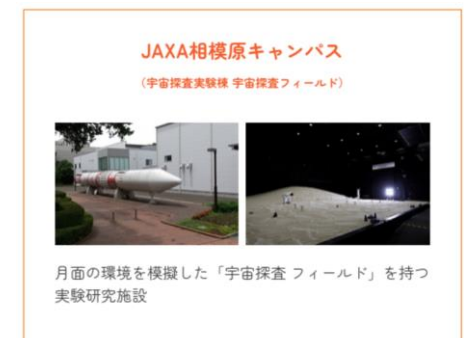 JAXA相模原キャンパス
（宇宙探査実験棟 宇宙探査フィールド）
月面の環境を模擬した「宇宙探査 フィールド」を持つ
実験研究施設